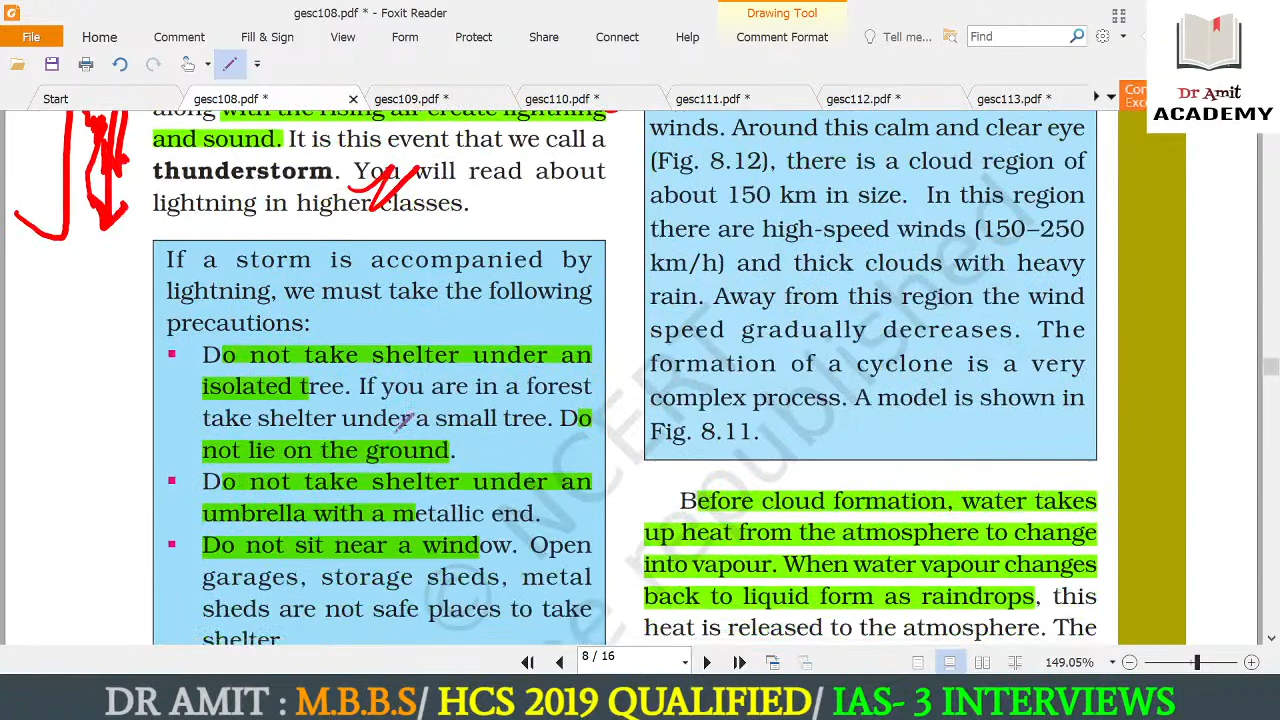 gesc108.pdf * - Foxit Reader
Drawing Tool
File
Home
Comment
Fill & Sign
View
Form
Protect
Share
Connect
Help
Comment Format
Tell me...
Find
Start
gesc108.pdf *
gesc109.pdf *
gesc110.pdf *
gesc111.pdf *
gesc112.pdf *
gesc113.pdf *
Dr Amit
ACADEMY
along with the rising air create lightning
and sound. It is this event that we call a
thunderstorm. You will read about
lightning in higher classes.
If a storm is accompanied by
lightning, we must take the following
precautions:
▪ Do not take shelter under an
isolated tree. If you are in a forest
take shelter under a small tree. Do
not lie on the ground.
▪ Do not take shelter under an
umbrella with a metallic end.
▪ Do not sit near a window. Open
garages, storage sheds, metal
sheds are not safe places to take
shelter.
winds. Around this calm and clear eye
(Fig. 8.12), there is a cloud region of
about 150 km in size. In this region
there are high-speed winds (150–250
km/h) and thick clouds with heavy
rain. Away from this region the wind
speed gradually decreases. The
formation of a cyclone is a very
complex process. A model is shown in
Fig. 8.11.
Before cloud formation, water takes
up heat from the atmosphere to change
into vapour. When water vapour changes
back to liquid form as raindrops, this
heat is released to the atmosphere. The
© NCERT
be republished
8 / 16
149.05%
DR AMIT : M.B.B.S/ HCS 2019 QUALIFIED/ IAS- 3 INTERVIEWS